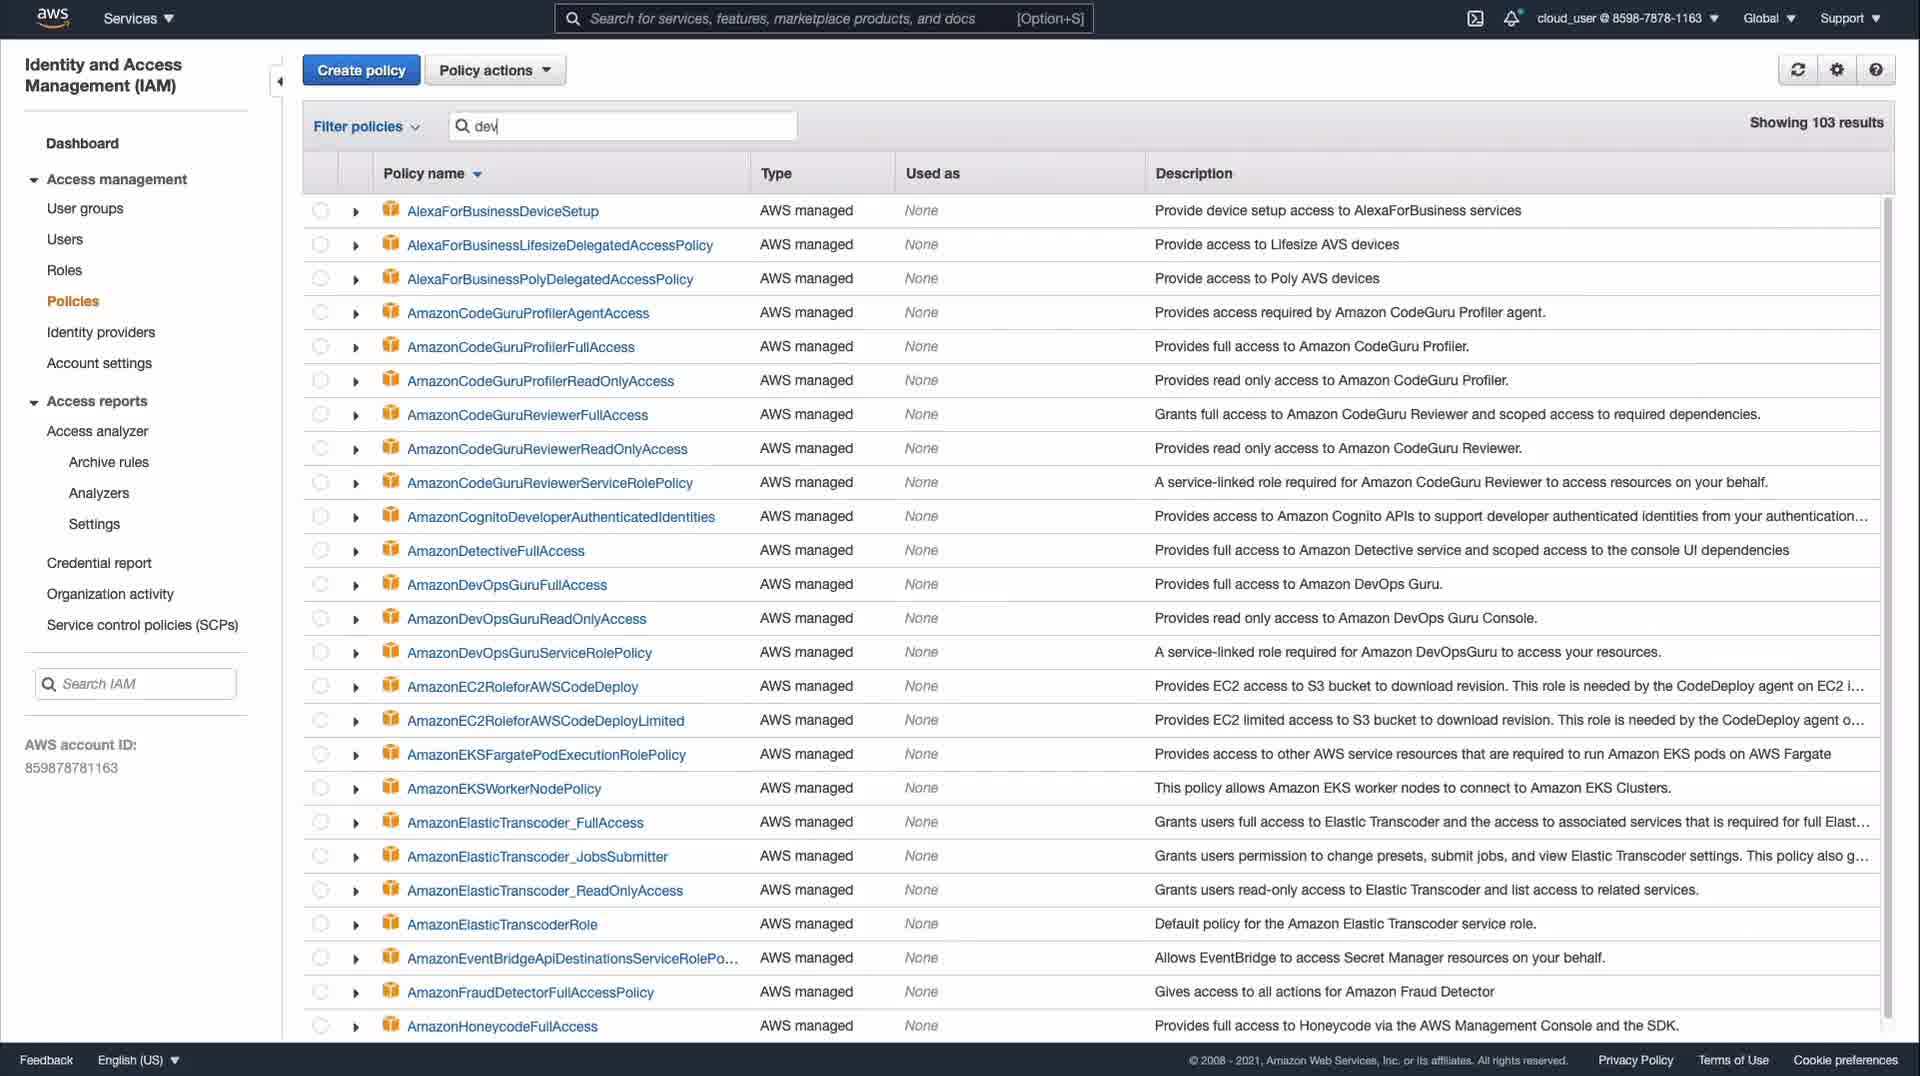 aws
Services
Search for services, features, marketplace products, and docs [Option+S]
cloud_user @ 8598-7878-1163
Global
Support
Identity and Access
Management (IAM)
Dashboard
Access management
User groups
Users
Roles
Policies
Identity providers
Account settings
Access reports
Access analyzer
Archive rules
Analyzers
Settings
Credential report
Organization activity
Service control policies (SCPs)
Search IAM
AWS account ID:
859878781163
Create policy
Policy actions
Filter policies
dev
Showing 103 results
Policy name Type Used as Description
AlexaForBusinessDeviceSetup AWS managed None Provide device setup access to AlexaForBusiness services
AlexaForBusinessLifesizeDelegatedAccessPolicy AWS managed None Provide access to Lifesize AVS devices
AlexaForBusinessPolyDelegatedAccessPolicy AWS managed None Provide access to Poly AVS devices
AmazonCodeGuruProfilerAgentAccess AWS managed None Provides access required by Amazon CodeGuru Profiler agent.
AmazonCodeGuruProfilerFullAccess AWS managed None Provides full access to Amazon CodeGuru Profiler.
AmazonCodeGuruProfilerReadOnlyAccess AWS managed None Provides read only access to Amazon CodeGuru Profiler.
AmazonCodeGuruReviewerFullAccess AWS managed None Grants full access to Amazon CodeGuru Reviewer and scoped access to required dependencies.
AmazonCodeGuruReviewerReadOnlyAccess AWS managed None Provides read only access to Amazon CodeGuru Reviewer.
AmazonCodeGuruReviewerServiceRolePolicy AWS managed None A service-linked role required for Amazon CodeGuru Reviewer to access resources on your behalf.
AmazonCognitoDeveloperAuthenticatedIdentities AWS managed None Provides access to Amazon Cognito APIs to support developer authenticated identities from your authentication...
AmazonDetectiveFullAccess AWS managed None Provides full access to Amazon Detective service and scoped access to the console UI dependencies
AmazonDevOpsGuruFullAccess AWS managed None Provides full access to Amazon DevOps Guru.
AmazonDevOpsGuruReadOnlyAccess AWS managed None Provides read only access to Amazon DevOps Guru Console.
AmazonDevOpsGuruServiceRolePolicy AWS managed None A service-linked role required for Amazon DevOpsGuru to access your resources.
AmazonEC2RoleforAWSCodeDeploy AWS managed None Provides EC2 access to S3 bucket to download revision. This role is needed by the CodeDeploy agent on EC2 i...
AmazonEC2RoleforAWSCodeDeployLimited AWS managed None Provides EC2 limited access to S3 bucket to download revision. This role is needed by the CodeDeploy agent o...
AmazonEKSFargatePodExecutionRolePolicy AWS managed None Provides access to other AWS service resources that are required to run Amazon EKS pods on AWS Fargate
AmazonEKSWorkerNodePolicy AWS managed None This policy allows Amazon EKS worker nodes to connect to Amazon EKS Clusters.
AmazonElasticTranscoder_FullAccess AWS managed None Grants users full access to Elastic Transcoder and the access to associated services that is required for full Elast...
AmazonElasticTranscoder_JobsSubmitter AWS managed None Grants users permission to change presets, submit jobs, and view Elastic Transcoder settings. This policy also g...
AmazonElasticTranscoder_ReadOnlyAccess AWS managed None Grants users read-only access to Elastic Transcoder and list access to related services.
AmazonElasticTranscoderRole AWS managed None Default policy for the Amazon Elastic Transcoder service role.
AmazonEventBridgeApiDestinationsServiceRolePo... AWS managed None Allows EventBridge to access Secret Manager resources on your behalf.
AmazonFraudDetectorFullAccessPolicy AWS managed None Gives access to all actions for Amazon Fraud Detector
AmazonHoneycodeFullAccess AWS managed None Provides full access to Honeycode via the AWS Management Console and the SDK.
Feedback English (US) © 2008 - 2021, Amazon Web Services, Inc. or its affiliates. All rights reserved. Privacy Policy Terms of Use Cookie preferences